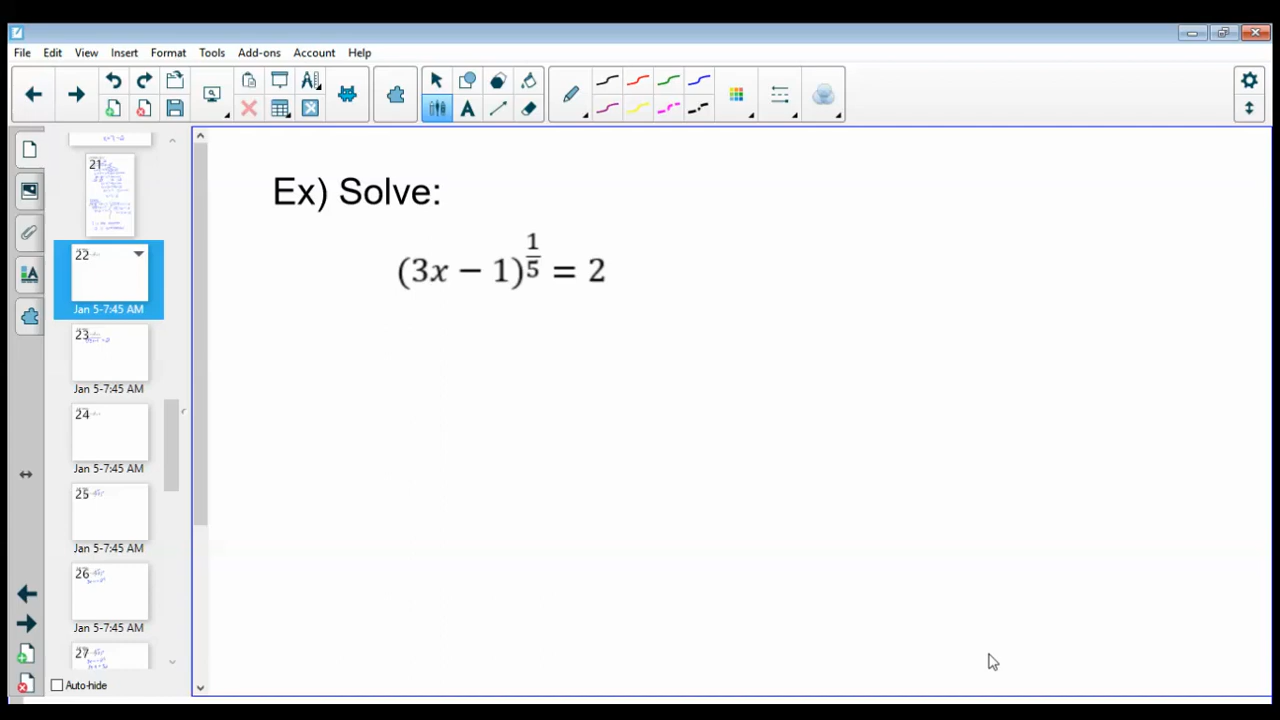 File Edit View Insert Format Tools Add-ons Account Help
21
22
Jan 5-7:45 AM
23
Jan 5-7:45 AM
24
Jan 5-7:45 AM
25
Jan 5-7:45 AM
26
Jan 5-7:45 AM
27
Auto-hide
Ex) Solve:
(3x − 1)^(1/5) = 2